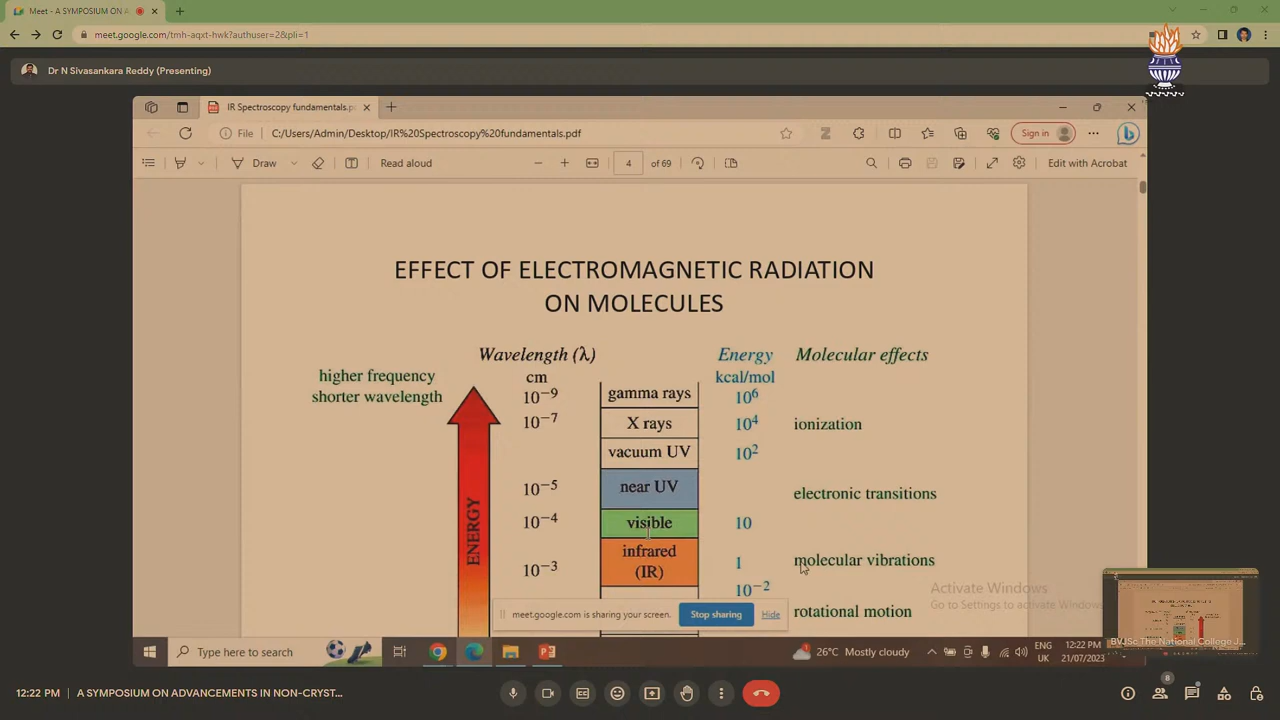 Meet - A SYMPOSIUM ON A
meet.google.com/tmh-aqxt-hwk?authuser=2&pli=1
Dr N Sivasankara Reddy (Presenting)
IR Spectroscopy fundamentals.p
File
C:/Users/Admin/Desktop/IR%20Spectroscopy%20fundamentals.pdf
Sign in
Draw
Read aloud
4 of 69
Edit with Acrobat
EFFECT OF ELECTROMAGNETIC RADIATION
ON MOLECULES
Wavelength (λ) Energy Molecular effects
cm kcal/mol
higher frequency
shorter wavelength
10−9 gamma rays 106
10−7 X rays 104 ionization
vacuum UV 102
10−5 near UV electronic transitions
10−4 visible 10
ENERGY
10−3 infrared (IR) 1 molecular vibrations
10−2
rotational motion
Activate Windows
Go to Settings to activate Windows
meet.google.com is sharing your screen. Stop sharing Hide
BVJSc The National College J...
Type here to search
26°C Mostly cloudy
ENG
UK
12:22 PM
21/07/2023
12:22 PM | A SYMPOSIUM ON ADVANCEMENTS IN NON-CRYST...
8